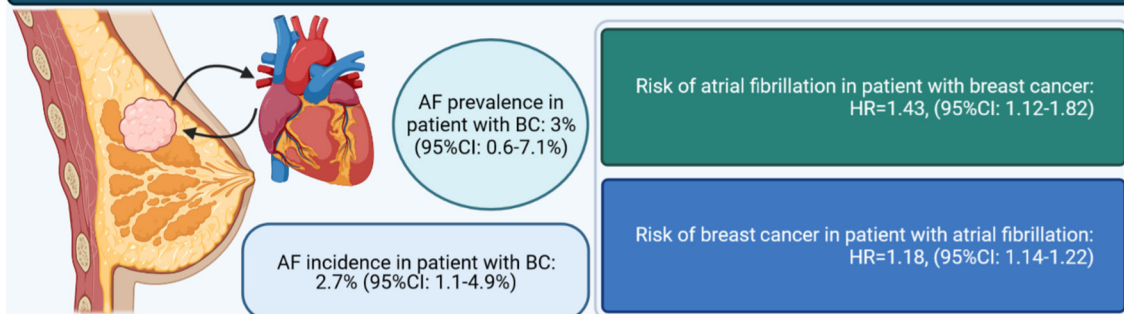 AF prevalence in
patient with BC: 3%
(95%CI: 0.6-7.1%)
AF incidence in patient with BC:
2.7% (95%CI: 1.1-4.9%)
Risk of atrial fibrillation in patient with breast cancer:
HR=1.43, (95%CI: 1.12-1.82)
Risk of breast cancer in patient with atrial fibrillation:
HR=1.18, (95%CI: 1.14-1.22)